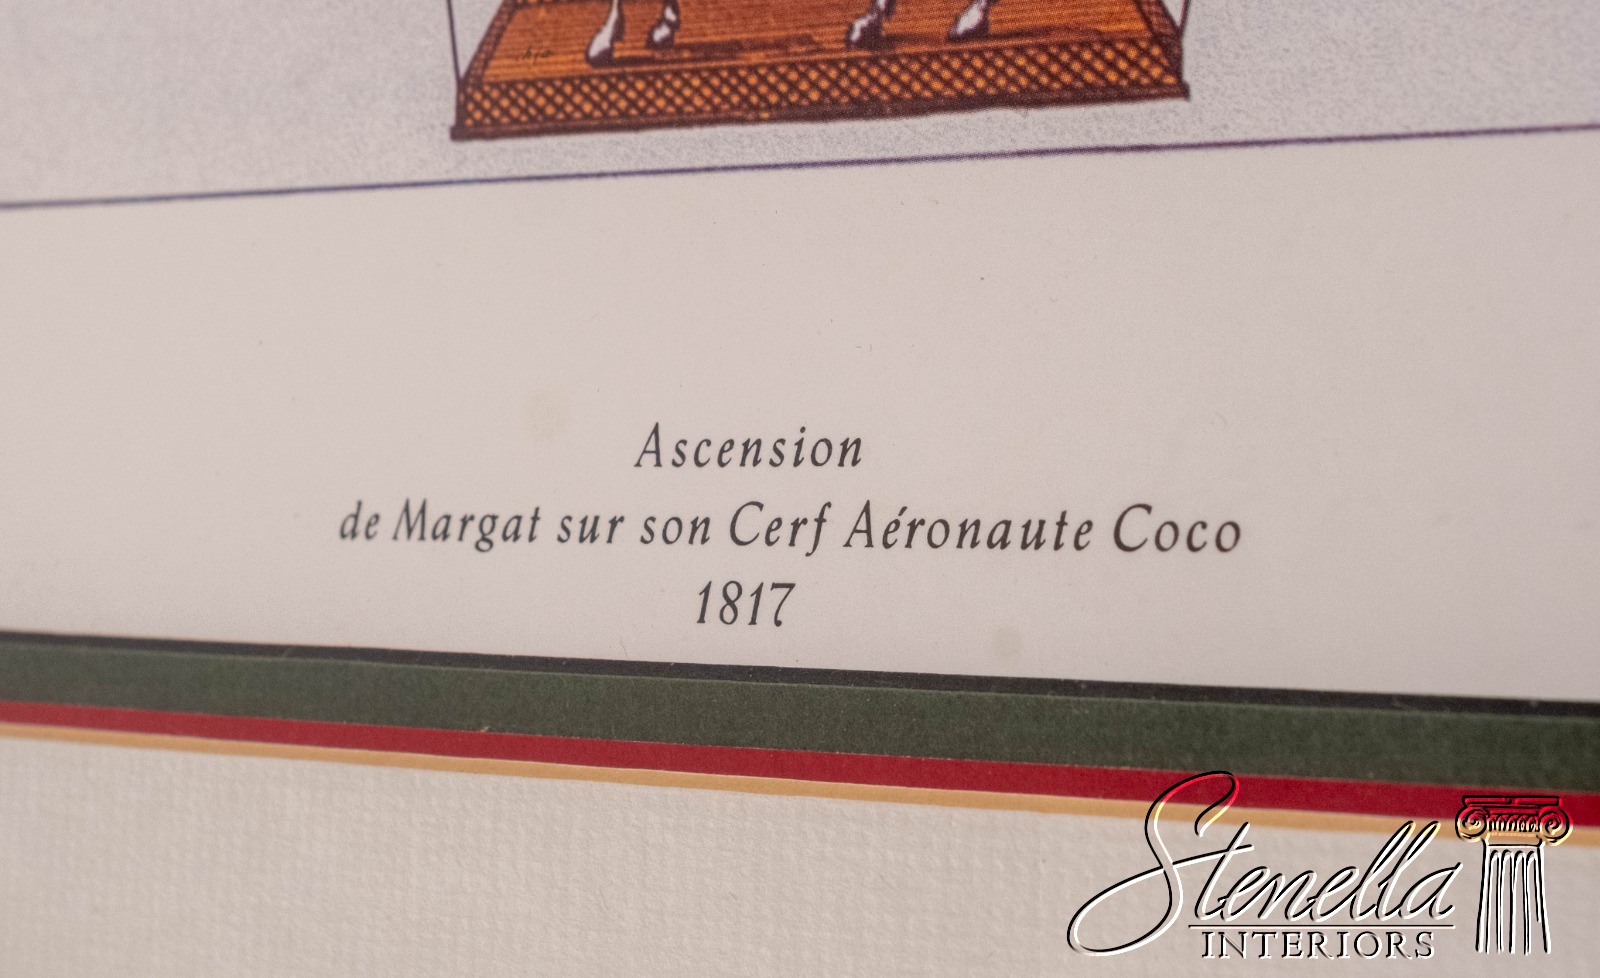 Ascension
de Margat sur son Cerf Aéronaute Coco
1817
Stenella
INTERIORS